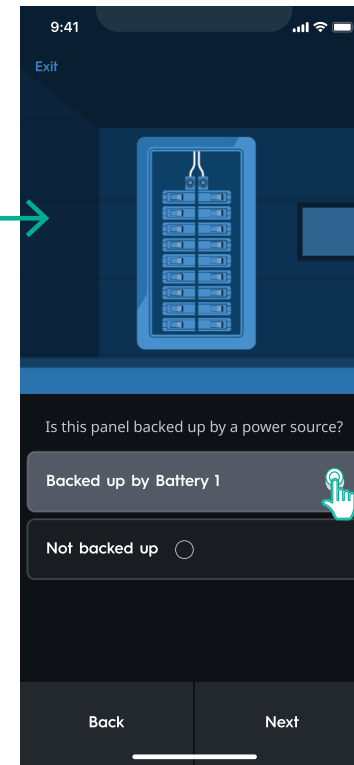 9:41
Exit
Is this panel backed up by a power source?
Backed up by Battery 1
Not backed up
Back
Next